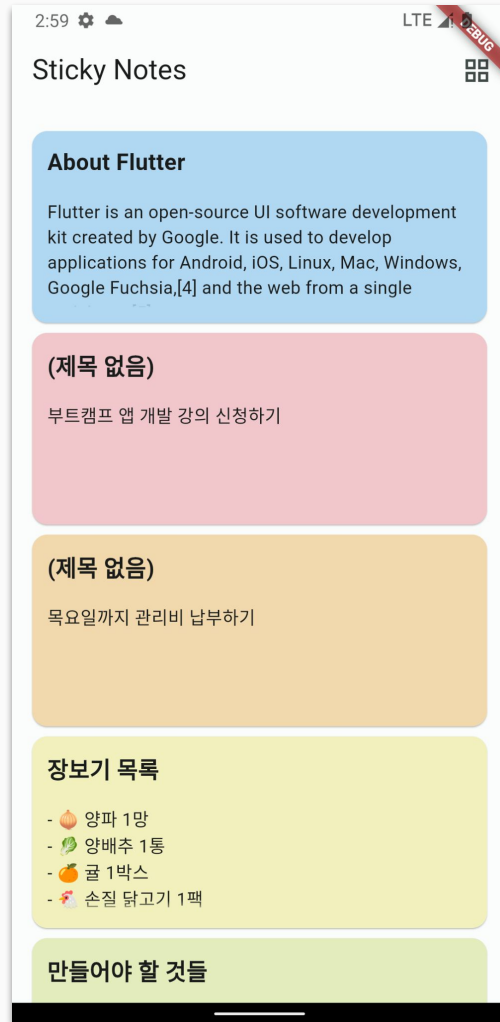 2:59 LTE
DEBUG
Sticky Notes
About Flutter
Flutter is an open-source UI software development
kit created by Google. It is used to develop
applications for Android, iOS, Linux, Mac, Windows,
Google Fuchsia,[4] and the web from a single
(제목 없음)
부트캠프 앱 개발 강의 신청하기
(제목 없음)
목요일까지 관리비 납부하기
장보기 목록
- 🧅 양파 1망
- 🥬 양배추 1통
- 🍊 귤 1박스
- 🐔 손질 닭고기 1팩
만들어야 할 것들